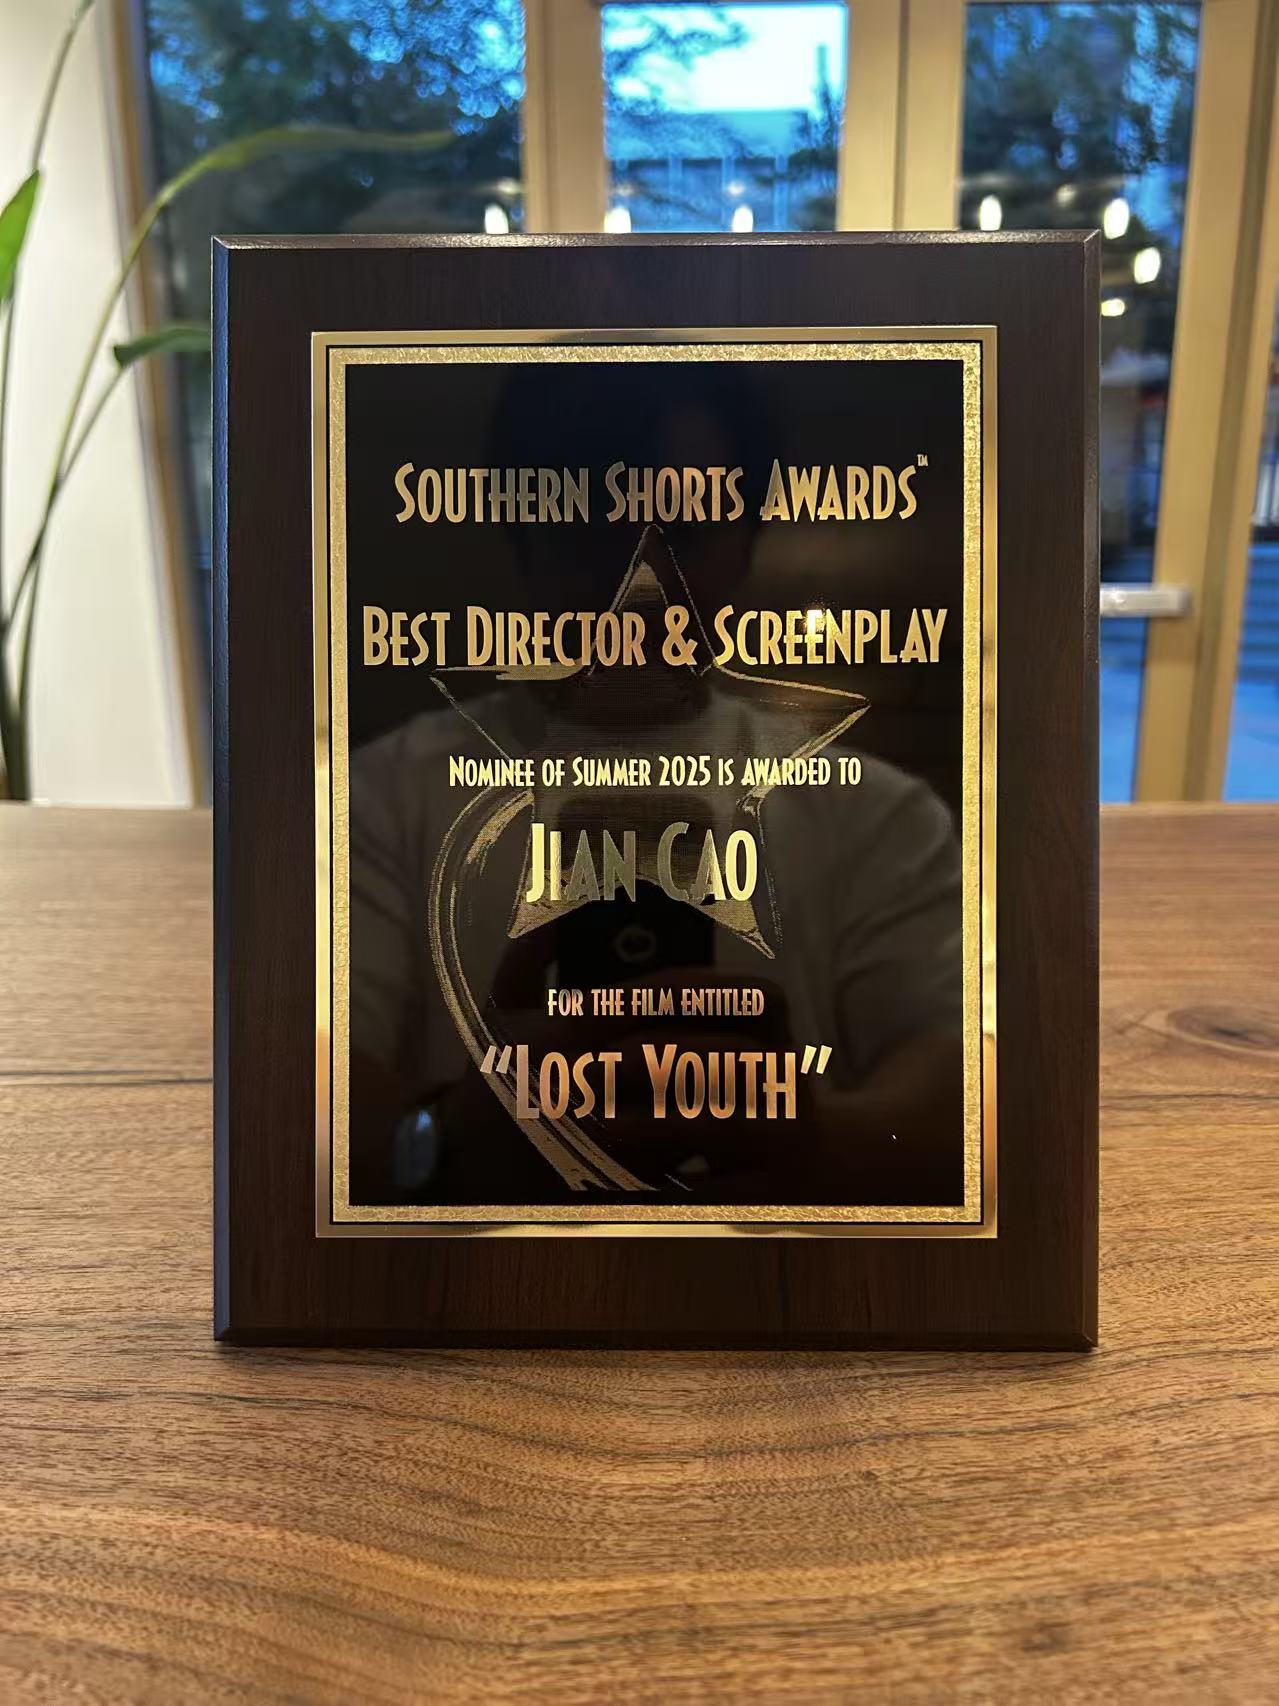 Southern Shorts Awards™
Best Director & Screenplay
Nominee of Summer 2025 is awarded to
Jian Cao
for the film entitled
“Lost Youth”